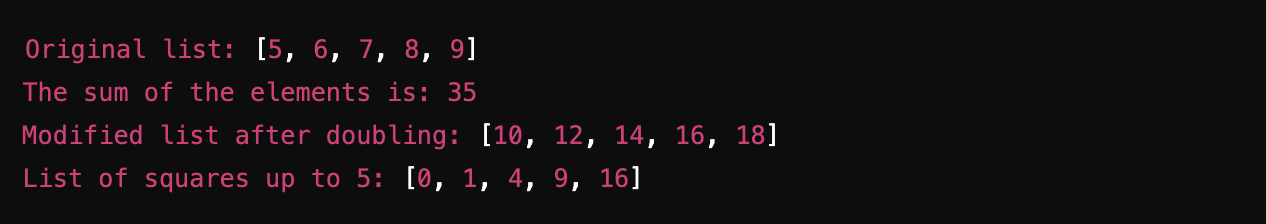 Original list: [5, 6, 7, 8, 9]
The sum of the elements is: 35
Modified list after doubling: [10, 12, 14, 16, 18]
List of squares up to 5: [0, 1, 4, 9, 16]